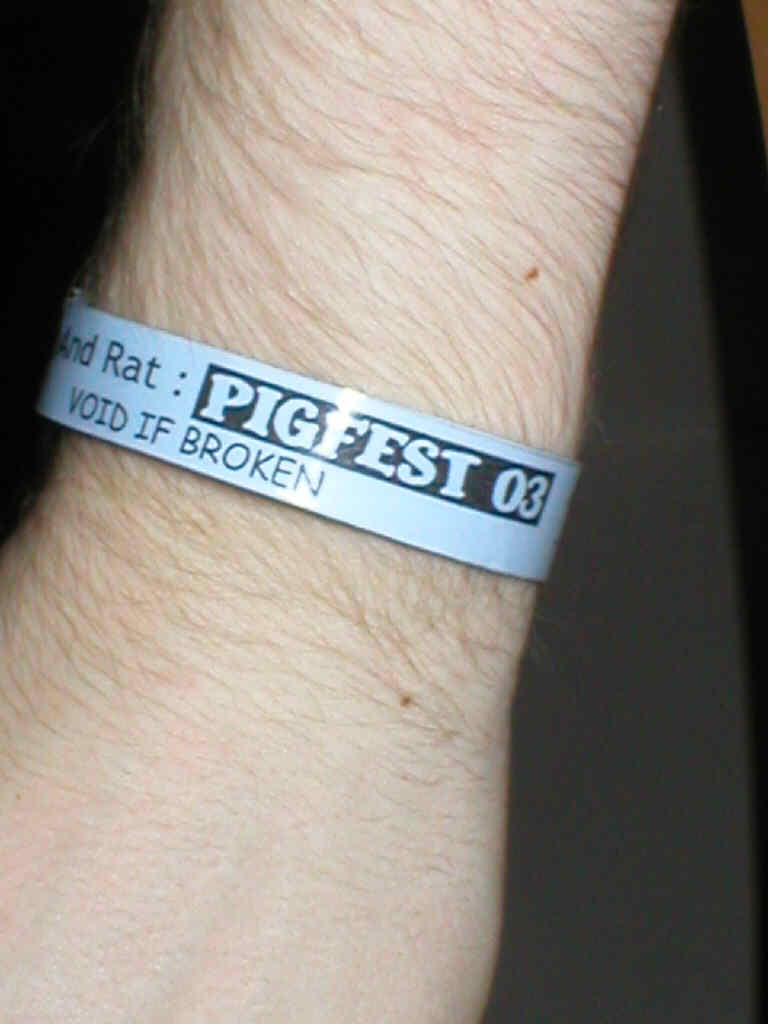 And Rat : PIGFEST 03
VOID IF BROKEN